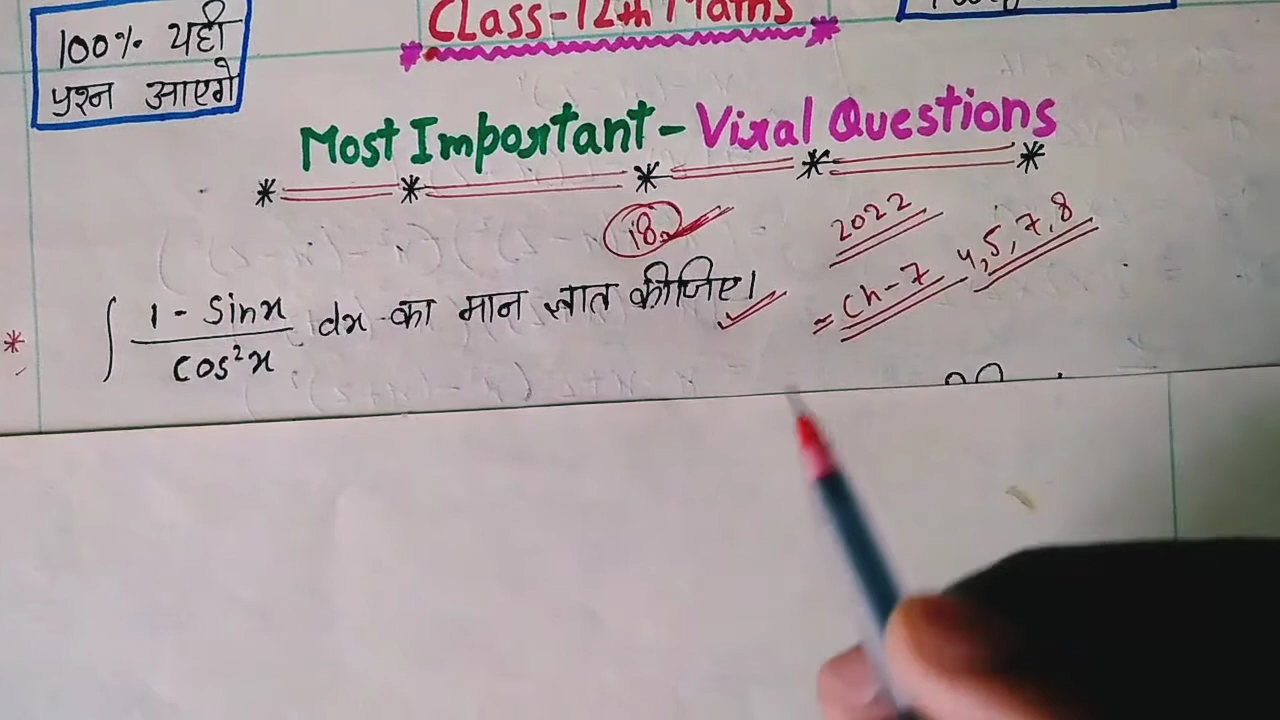 100% यही
प्रश्न आएगे
Class-12th Maths
Most Important - Viral Questions
18.
2022
Ch-7 4,5,7,8
∫ (1 - Sinx)/(cos²x) dx का मान ज्ञात कीजिए।